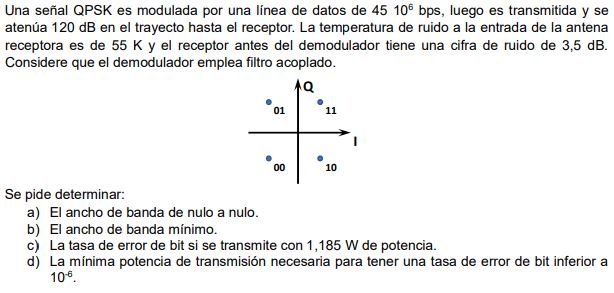 Una señal QPSK es modulada por una línea de datos de 45 10⁶ bps, luego es transmitida y se
atenúa 120 dB en el trayecto hasta el receptor. La temperatura de ruido a la entrada de la antena
receptora es de 55 K y el receptor antes del demodulador tiene una cifra de ruido de 3,5 dB.
Considere que el demodulador emplea filtro acoplado.
Q
01 11
I
00 10
Se pide determinar:
a) El ancho de banda de nulo a nulo.
b) El ancho de banda mínimo.
c) La tasa de error de bit si se transmite con 1,185 W de potencia.
d) La mínima potencia de transmisión necesaria para tener una tasa de error de bit inferior a
10⁻⁶.